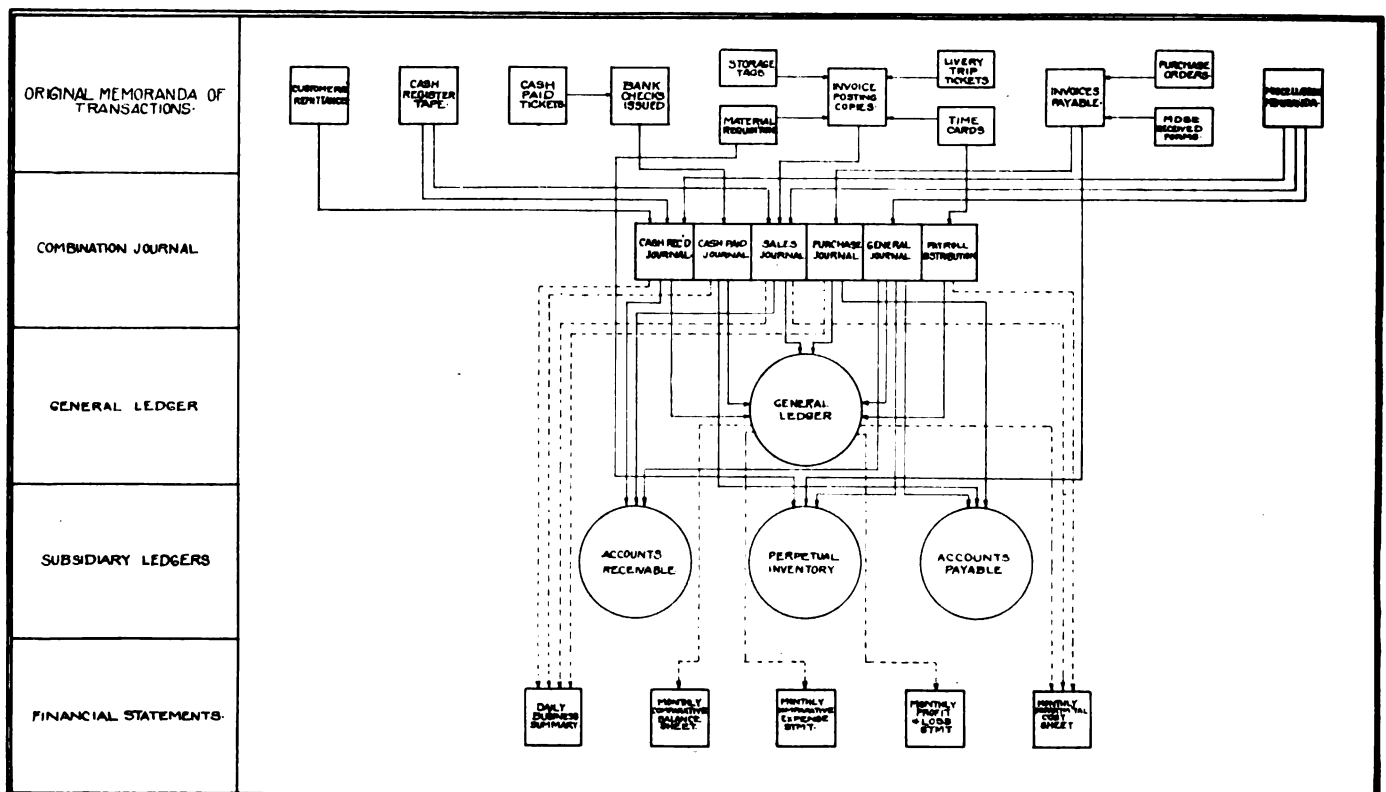 ORIGINAL MEMORANDA OF
TRANSACTIONS.
CUSTOMERS
REMITTANCES
CASH
REGISTER
TAPE.
CASH
PAID
TICKETS
BANK
CHECKS
ISSUED
STORAGE
TAGS
MATERIAL
REQUISITION
INVOICE
POSTING
COPIES.
LIVERY
TRIP
TICKETS
TIME
CARDS
INVOICES
PAYABLE.
PURCHASE
ORDERS.
MDSE
RECEIVED
FORMS.
MISCELLANEOUS
MEMORANDA.
COMBINATION JOURNAL
CASH REC'D
JOURNAL.
CASH PAID
JOURNAL
SALES
JOURNAL
PURCHASE
JOURNAL
GENERAL
JOURNAL
PAYROLL
DISTRIBUTION
GENERAL LEDGER
GENERAL
LEDGER
SUBSIDIARY LEDGERS
ACCOUNTS
RECEIVABLE
PERPETUAL
INVENTORY
ACCOUNTS
PAYABLE
FINANCIAL STATEMENTS.
DAILY
BUSINESS
SUMMARY
MONTHLY
COMPARATIVE
BALANCE
SHEET.
MONTHLY
COMPARATIVE
EXPENSE
STMT.
MONTHLY
PROFIT
& LOSS
STMT
MONTHLY
COST
SHEET